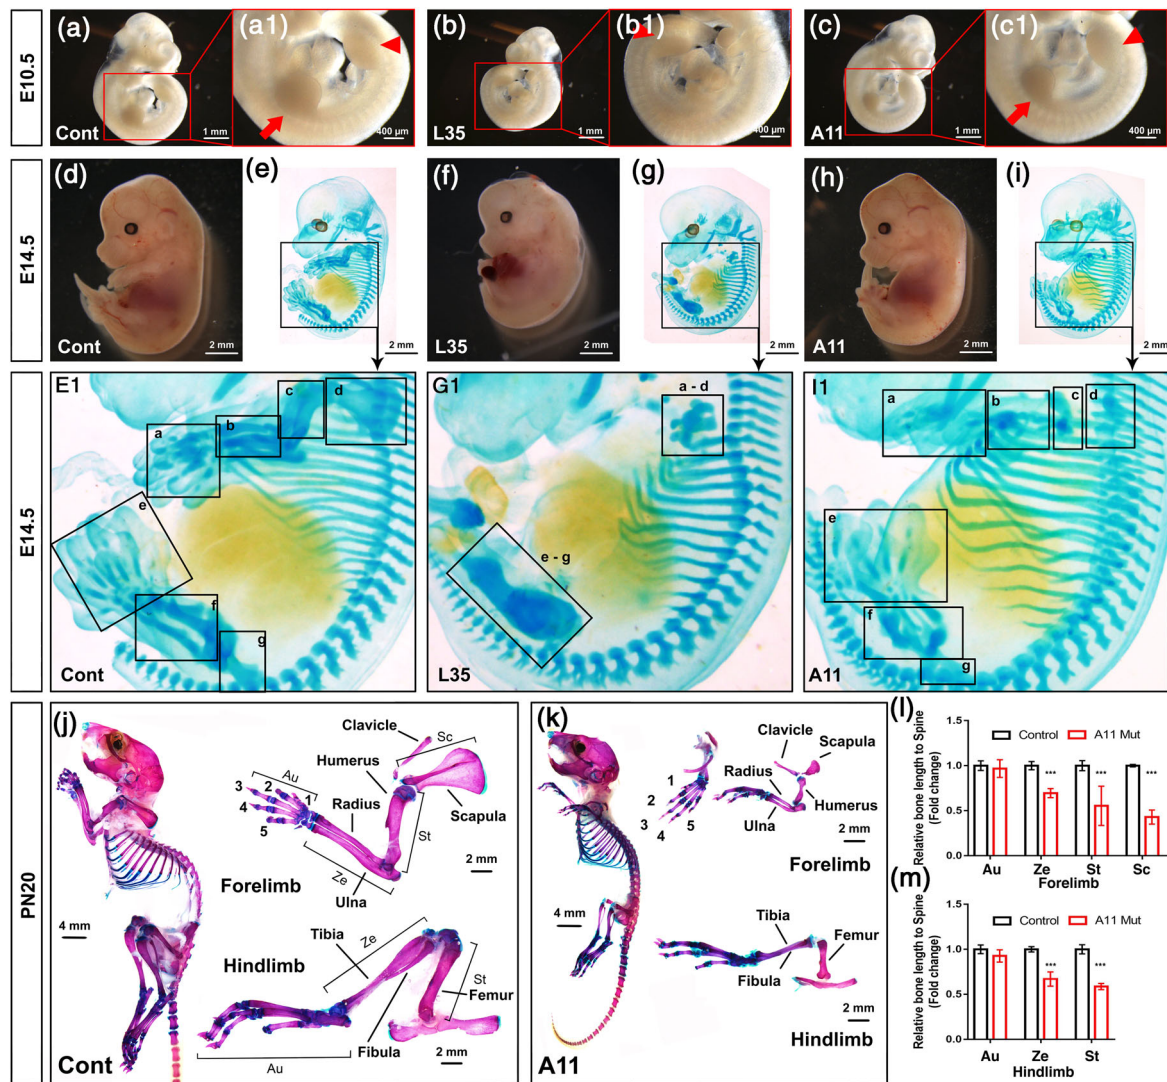 E10.5
(a)
Cont
1 mm
(a1)
400 µm
(b)
L35
1 mm
(b1)
400 µm
(c)
A11
1 mm
(c1)
400 µm
E14.5
(d)
Cont
2 mm
(e)
2 mm
(f)
L35
2 mm
(g)
2 mm
(h)
A11
2 mm
(i)
2 mm
E14.5
E1
a
b
c
d
e
f
g
Cont
G1
a - d
e - g
L35
I1
a
b
c
d
e
f
g
A11
PN20
(j)
4 mm
Cont
Clavicle
Sc
Humerus
Au
3
2
1
4
5
Radius
Scapula
St
Ze
Ulna
2 mm
Forelimb
Ze
Tibia
Hindlimb
St
Femur
Fibula
Au
2 mm
(k)
4 mm
A11
1
2
3
4
5
Clavicle
Scapula
Radius
Humerus
Ulna
2 mm
Forelimb
Tibia
Femur
Fibula
2 mm
Hindlimb
(l)
Relative bone length to Spine
(Fold change)
1.5
1.0
0.5
0.0
Control
A11 Mut
***
***
***
Au
Ze
St
Sc
Forelimb
(m)
Relative bone length to Spine
(Fold change)
1.5
1.0
0.5
0.0
Control
A11 Mut
***
***
Au
Ze
St
Hindlimb